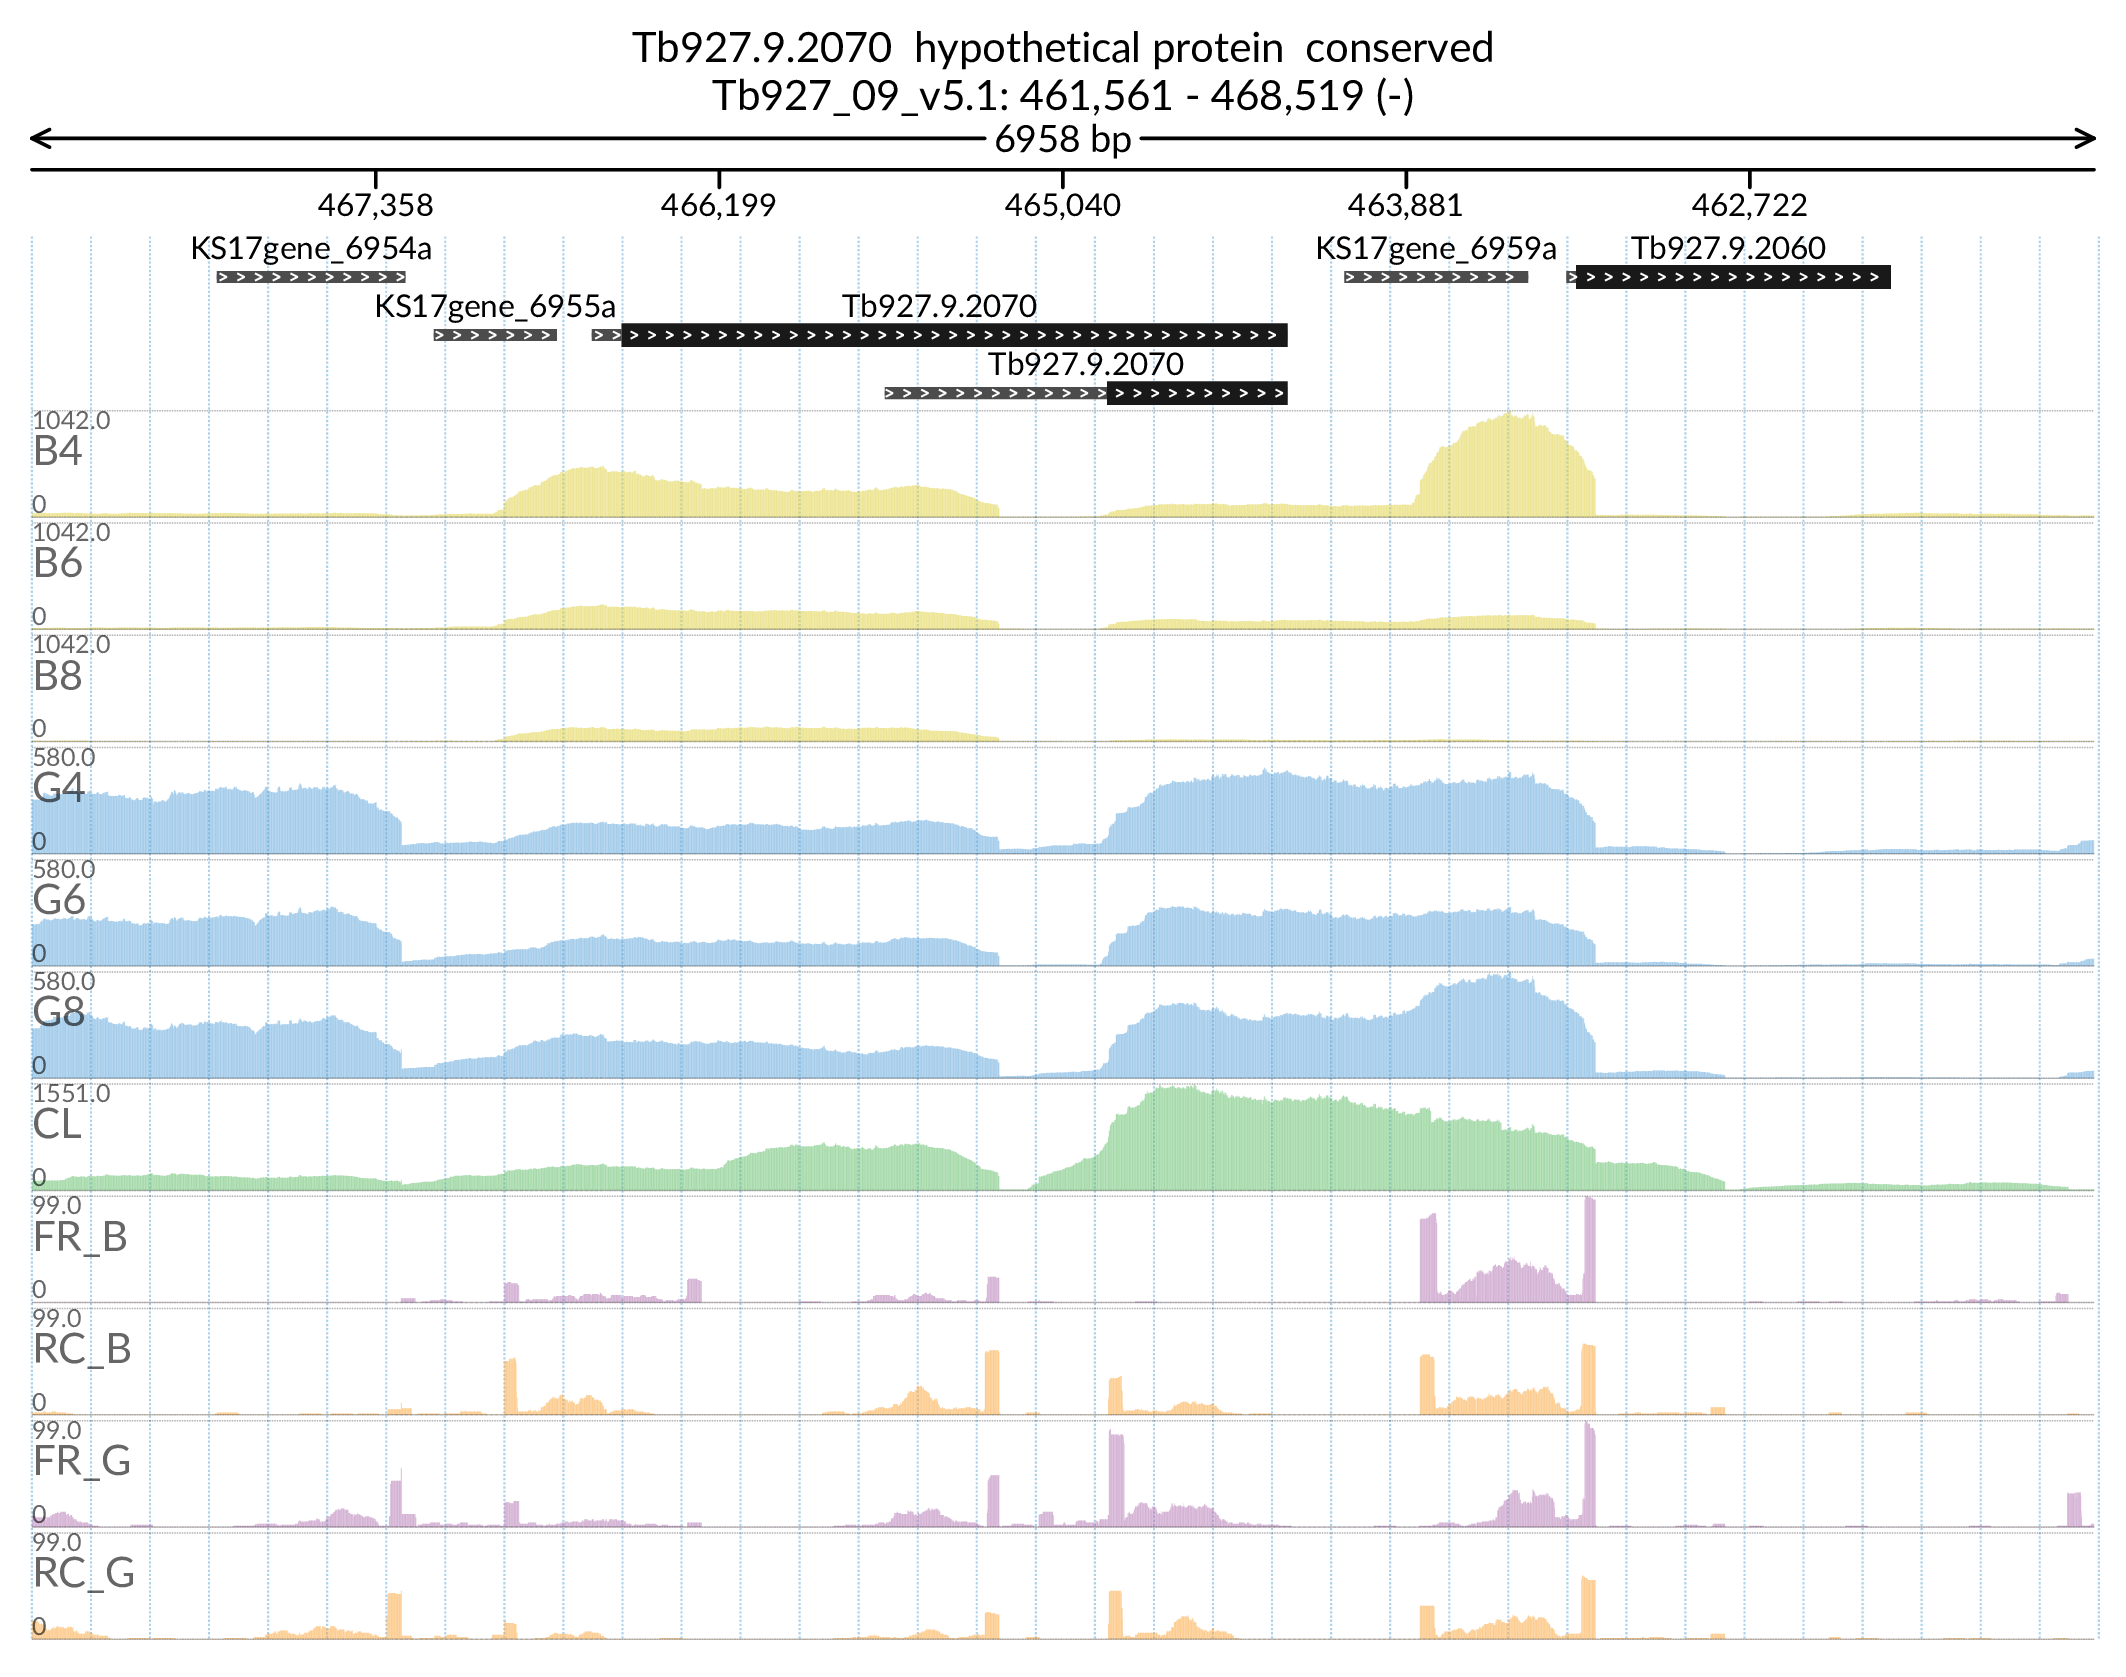 Tb927.9.2070  hypothetical protein  conserved
Tb927_09_v5.1: 461,561 - 468,519 (-)
6958 bp
467,358 466,199 465,040 463,881 462,722
KS17gene_6954a KS17gene_6959a Tb927.9.2060
KS17gene_6955a Tb927.9.2070
Tb927.9.2070
1042.0
B4
0
1042.0
B6
0
1042.0
B8
0
580.0
G4
0
580.0
G6
0
580.0
G8
0
1551.0
CL
0
99.0
FR_B
0
99.0
RC_B
0
99.0
FR_G
0
99.0
RC_G
0